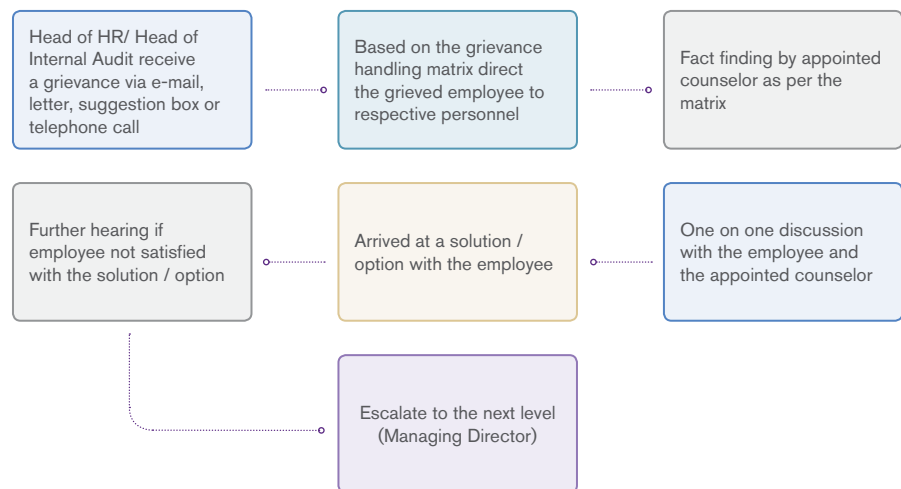 Head of HR/ Head of
Internal Audit receive
a grievance via e-mail,
letter, suggestion box or
telephone call
Based on the grievance
handling matrix direct
the grieved employee to
respective personnel
Fact finding by appointed
counselor as per the
matrix
One on one discussion
with the employee and
the appointed counselor
Arrived at a solution /
option with the employee
Further hearing if
employee not satisfied
with the solution / option
Escalate to the next level
(Managing Director)